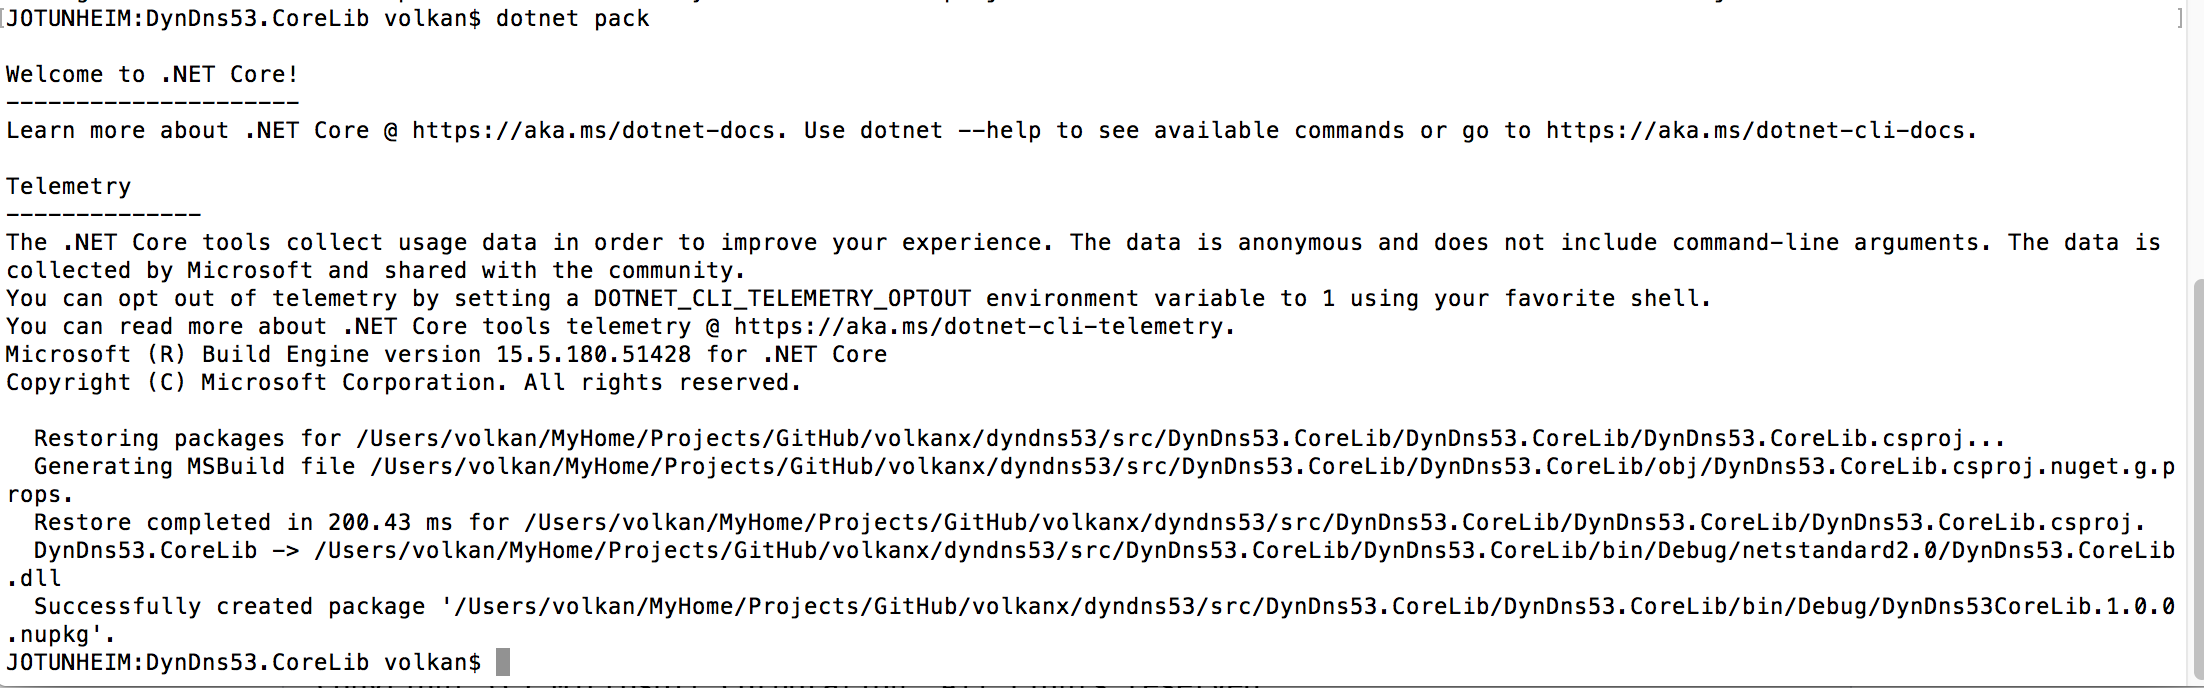 [JOTUNHEIM:DynDns53.CoreLib volkan$ dotnet pack ]
Welcome to .NET Core!
---------------------
Learn more about .NET Core @ https://aka.ms/dotnet-docs. Use dotnet --help to see available commands or go to https://aka.ms/dotnet-cli-docs.
Telemetry
--------------
The .NET Core tools collect usage data in order to improve your experience. The data is anonymous and does not include command-line arguments. The data is
collected by Microsoft and shared with the community.
You can opt out of telemetry by setting a DOTNET_CLI_TELEMETRY_OPTOUT environment variable to 1 using your favorite shell.
You can read more about .NET Core tools telemetry @ https://aka.ms/dotnet-cli-telemetry.
Microsoft (R) Build Engine version 15.5.180.51428 for .NET Core
Copyright (C) Microsoft Corporation. All rights reserved.
  Restoring packages for /Users/volkan/MyHome/Projects/GitHub/volkanx/dyndns53/src/DynDns53.CoreLib/DynDns53.CoreLib/DynDns53.CoreLib.csproj...
  Generating MSBuild file /Users/volkan/MyHome/Projects/GitHub/volkanx/dyndns53/src/DynDns53.CoreLib/DynDns53.CoreLib/obj/DynDns53.CoreLib.csproj.nuget.g.p
rops.
  Restore completed in 200.43 ms for /Users/volkan/MyHome/Projects/GitHub/volkanx/dyndns53/src/DynDns53.CoreLib/DynDns53.CoreLib/DynDns53.CoreLib.csproj.
  DynDns53.CoreLib -> /Users/volkan/MyHome/Projects/GitHub/volkanx/dyndns53/src/DynDns53.CoreLib/DynDns53.CoreLib/bin/Debug/netstandard2.0/DynDns53.CoreLib
.dll
  Successfully created package '/Users/volkan/MyHome/Projects/GitHub/volkanx/dyndns53/src/DynDns53.CoreLib/DynDns53.CoreLib/bin/Debug/DynDns53CoreLib.1.0.0
.nupkg'.
JOTUNHEIM:DynDns53.CoreLib volkan$